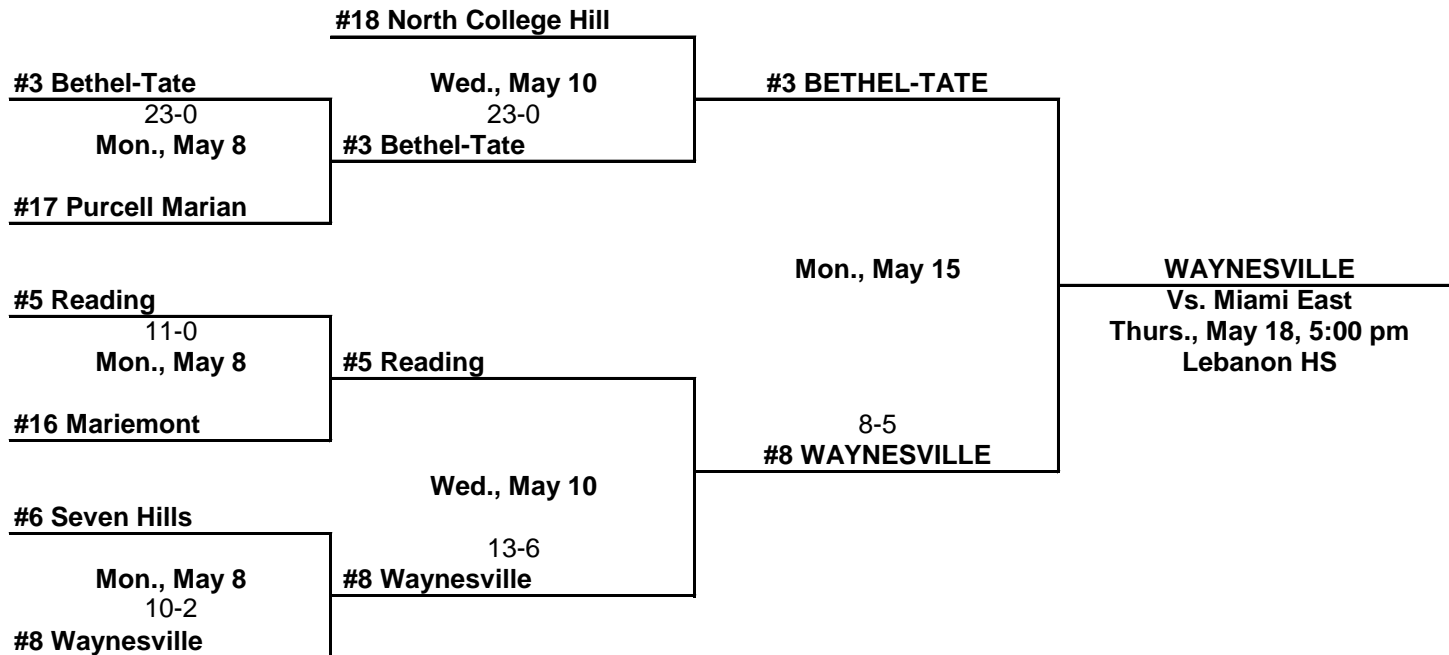 #18 North College Hill
#3 Bethel-Tate
Wed., May 10
#3 BETHEL-TATE
23-0
23-0
Mon., May 8
#3 Bethel-Tate
#17 Purcell Marian
Mon., May 15
WAYNESVILLE
#5 Reading
Vs. Miami East
11-0
Thurs., May 18, 5:00 pm
Mon., May 8
#5 Reading
Lebanon HS
#16 Mariemont
8-5
#8 WAYNESVILLE
Wed., May 10
#6 Seven Hills
13-6
Mon., May 8
#8 Waynesville
10-2
#8 Waynesville